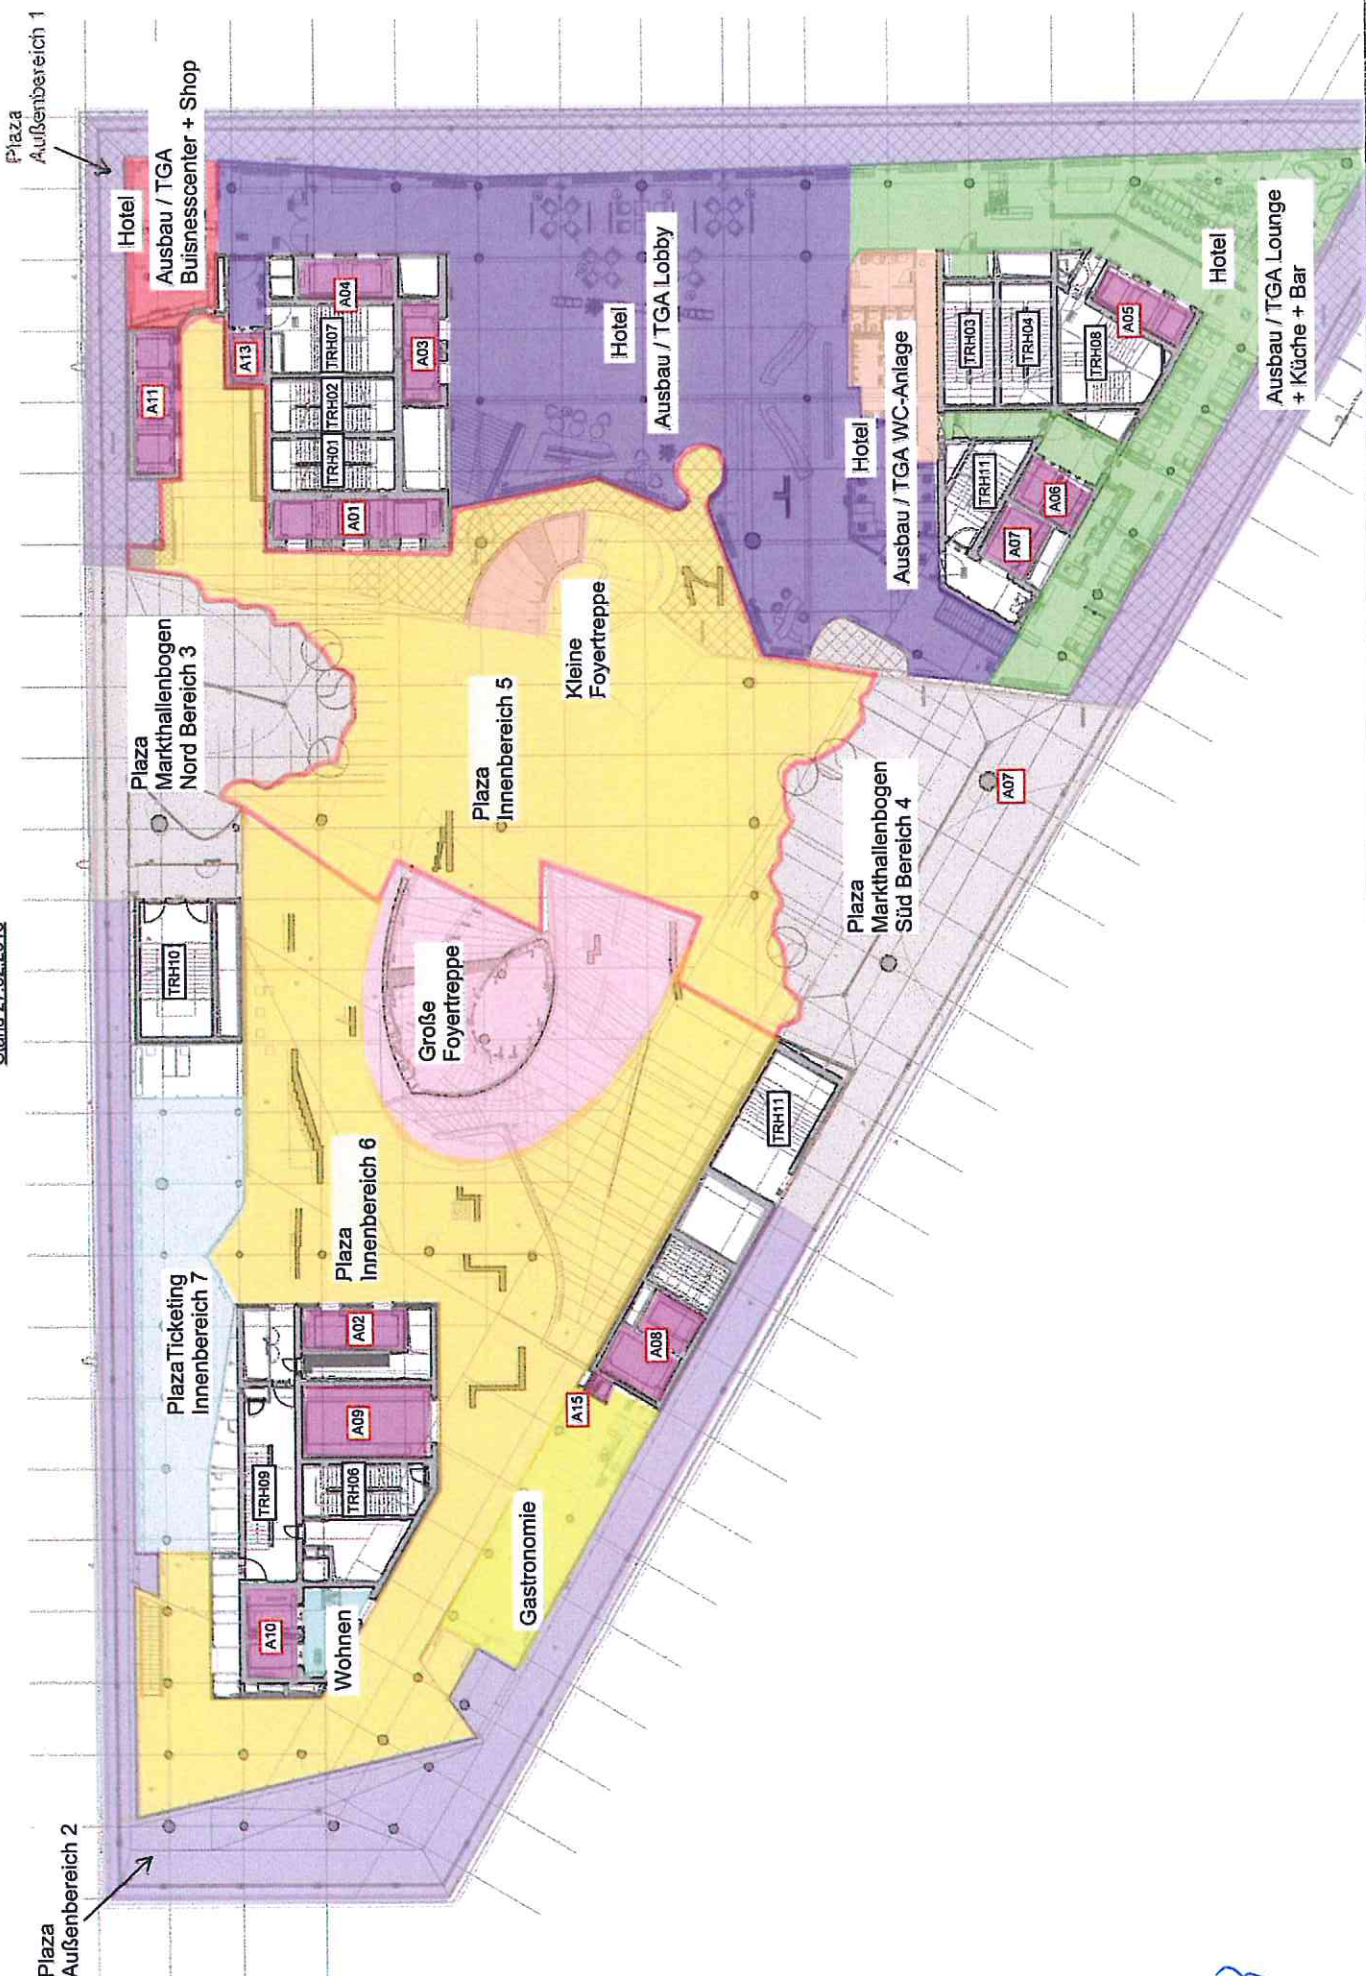 Plaza
Außenbereich 1
Hotel
Ausbau / TGA
Buisnesscenter + Shop
A11
A13
A04
TRH07
A03
TRH02
TRH01
A01
Hotel
Ausbau / TGA Lobby
Hotel
Ausbau / TGA WC-Anlage
TRH03
TRH04
TRH08
A05
TRH11
A06
A07
Hotel
Ausbau / TGA Lounge
+ Küche + Bar
Plaza
Markthallenbogen
Nord Bereich 3
Kleine
Foyertreppe
Plaza
Innenbereich 5
Plaza
Markthallenbogen
Süd Bereich 4
A07
TRH10
Große
Foyertreppe
TRH11
Plaza
Innenbereich 6
PlazaTicketing
Innenbereich 7
A02
A09
TRH09
TRH06
A08
A15
Gastronomie
A10
Wohnen
Plaza
Außenbereich 2